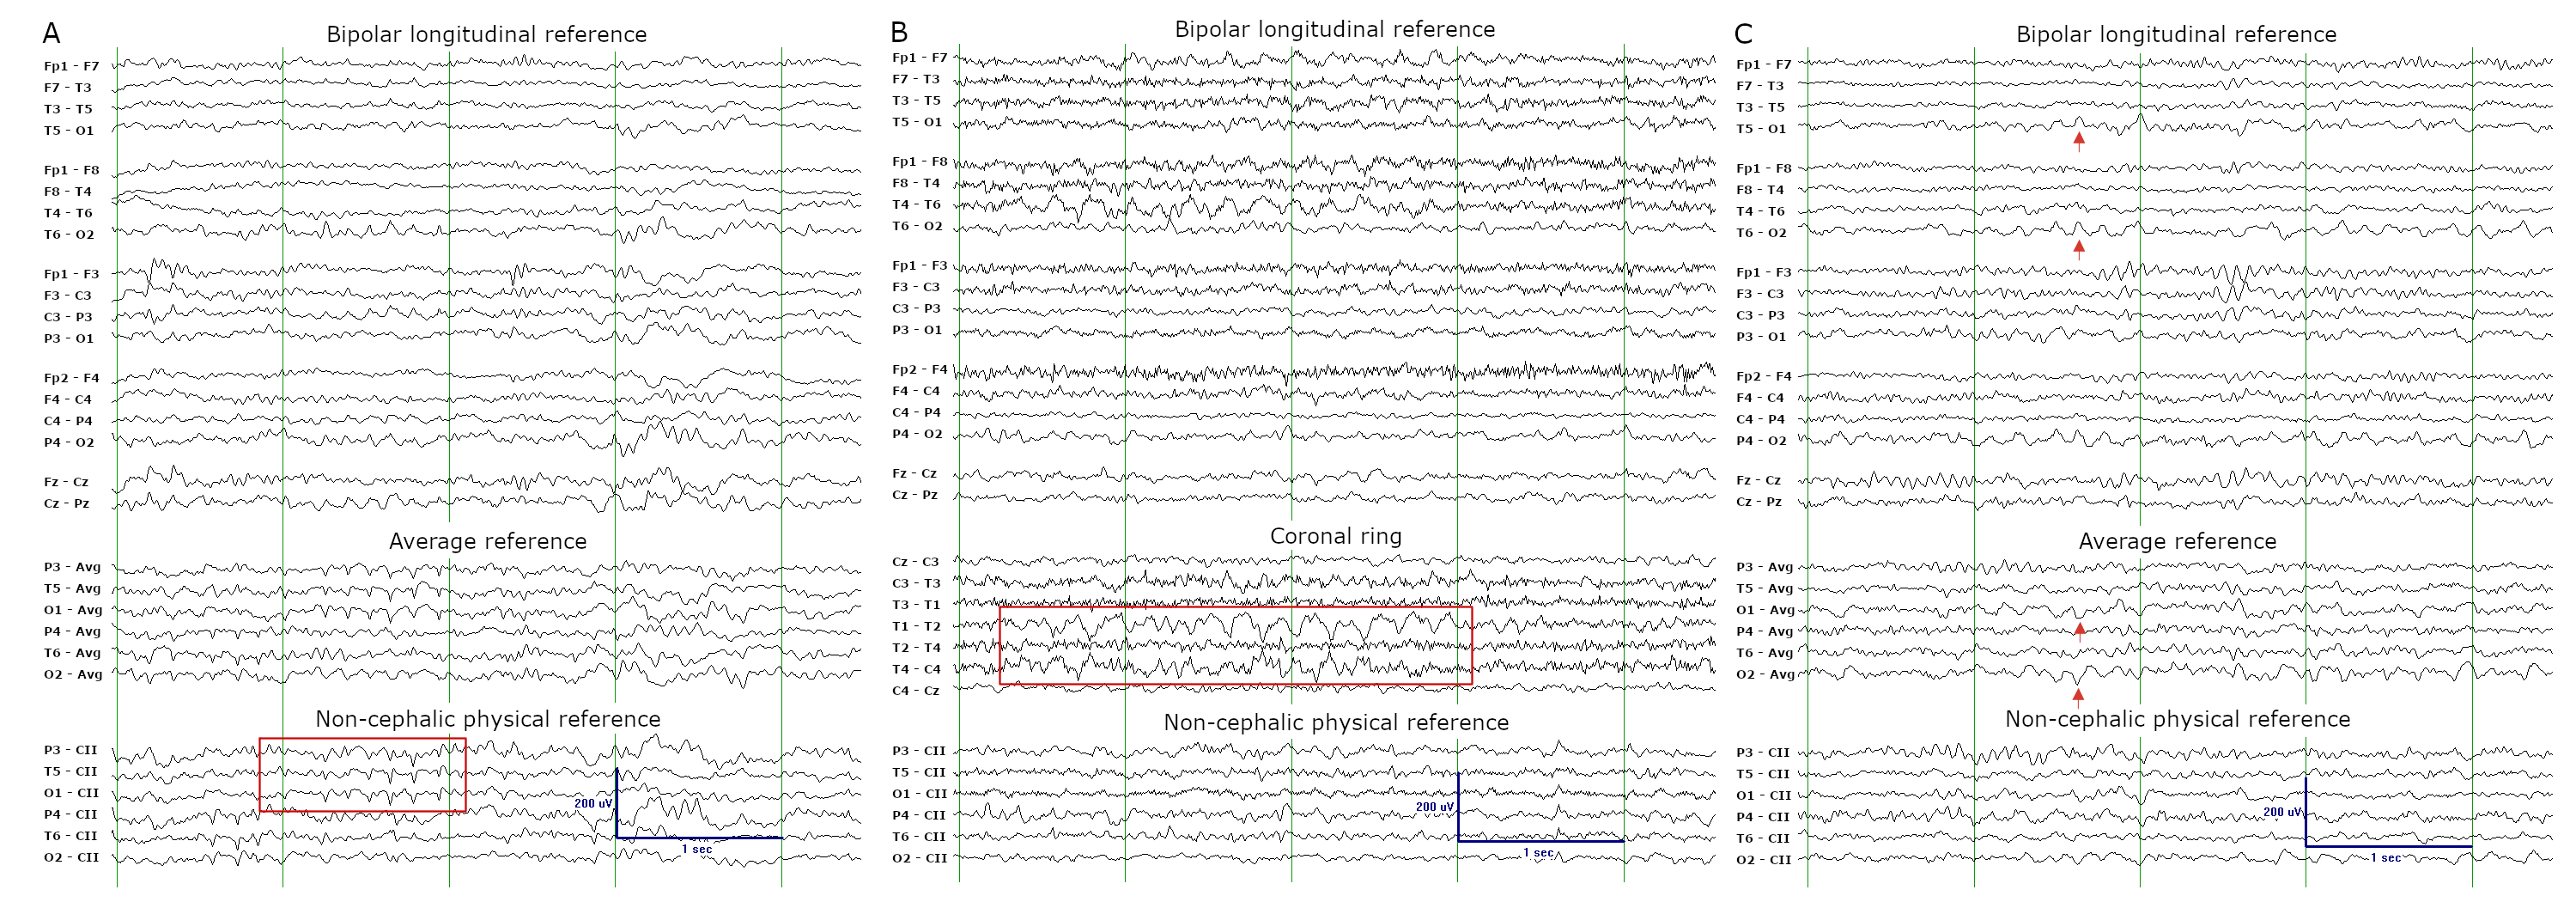 A
Bipolar longitudinal reference
Fp1 - F7
F7 - T3
T3 - T5
T5 - O1
Fp1 - F8
F8 - T4
T4 - T6
T6 - O2
Fp1 - F3
F3 - C3
C3 - P3
P3 - O1
Fp2 - F4
F4 - C4
C4 - P4
P4 - O2
Fz - Cz
Cz - Pz
Average reference
P3 - Avg
T5 - Avg
O1 - Avg
P4 - Avg
T6 - Avg
O2 - Avg
Non-cephalic physical reference
P3 - CII
T5 - CII
O1 - CII
P4 - CII
T6 - CII
O2 - CII
200 uV
1 sec
B
Bipolar longitudinal reference
Fp1 - F7
F7 - T3
T3 - T5
T5 - O1
Fp1 - F8
F8 - T4
T4 - T6
T6 - O2
Fp1 - F3
F3 - C3
C3 - P3
P3 - O1
Fp2 - F4
F4 - C4
C4 - P4
P4 - O2
Fz - Cz
Cz - Pz
Coronal ring
Cz - C3
C3 - T3
T3 - T1
T1 - T2
T2 - T4
T4 - C4
C4 - Cz
Non-cephalic physical reference
P3 - CII
T5 - CII
O1 - CII
P4 - CII
T6 - CII
O2 - CII
200 uV
1 sec
C
Bipolar longitudinal reference
Fp1 - F7
F7 - T3
T3 - T5
T5 - O1
Fp1 - F8
F8 - T4
T4 - T6
T6 - O2
Fp1 - F3
F3 - C3
C3 - P3
P3 - O1
Fp2 - F4
F4 - C4
C4 - P4
P4 - O2
Fz - Cz
Cz - Pz
Average reference
P3 - Avg
T5 - Avg
O1 - Avg
P4 - Avg
T6 - Avg
O2 - Avg
Non-cephalic physical reference
P3 - CII
T5 - CII
O1 - CII
P4 - CII
T6 - CII
O2 - CII
200 uV
1 sec